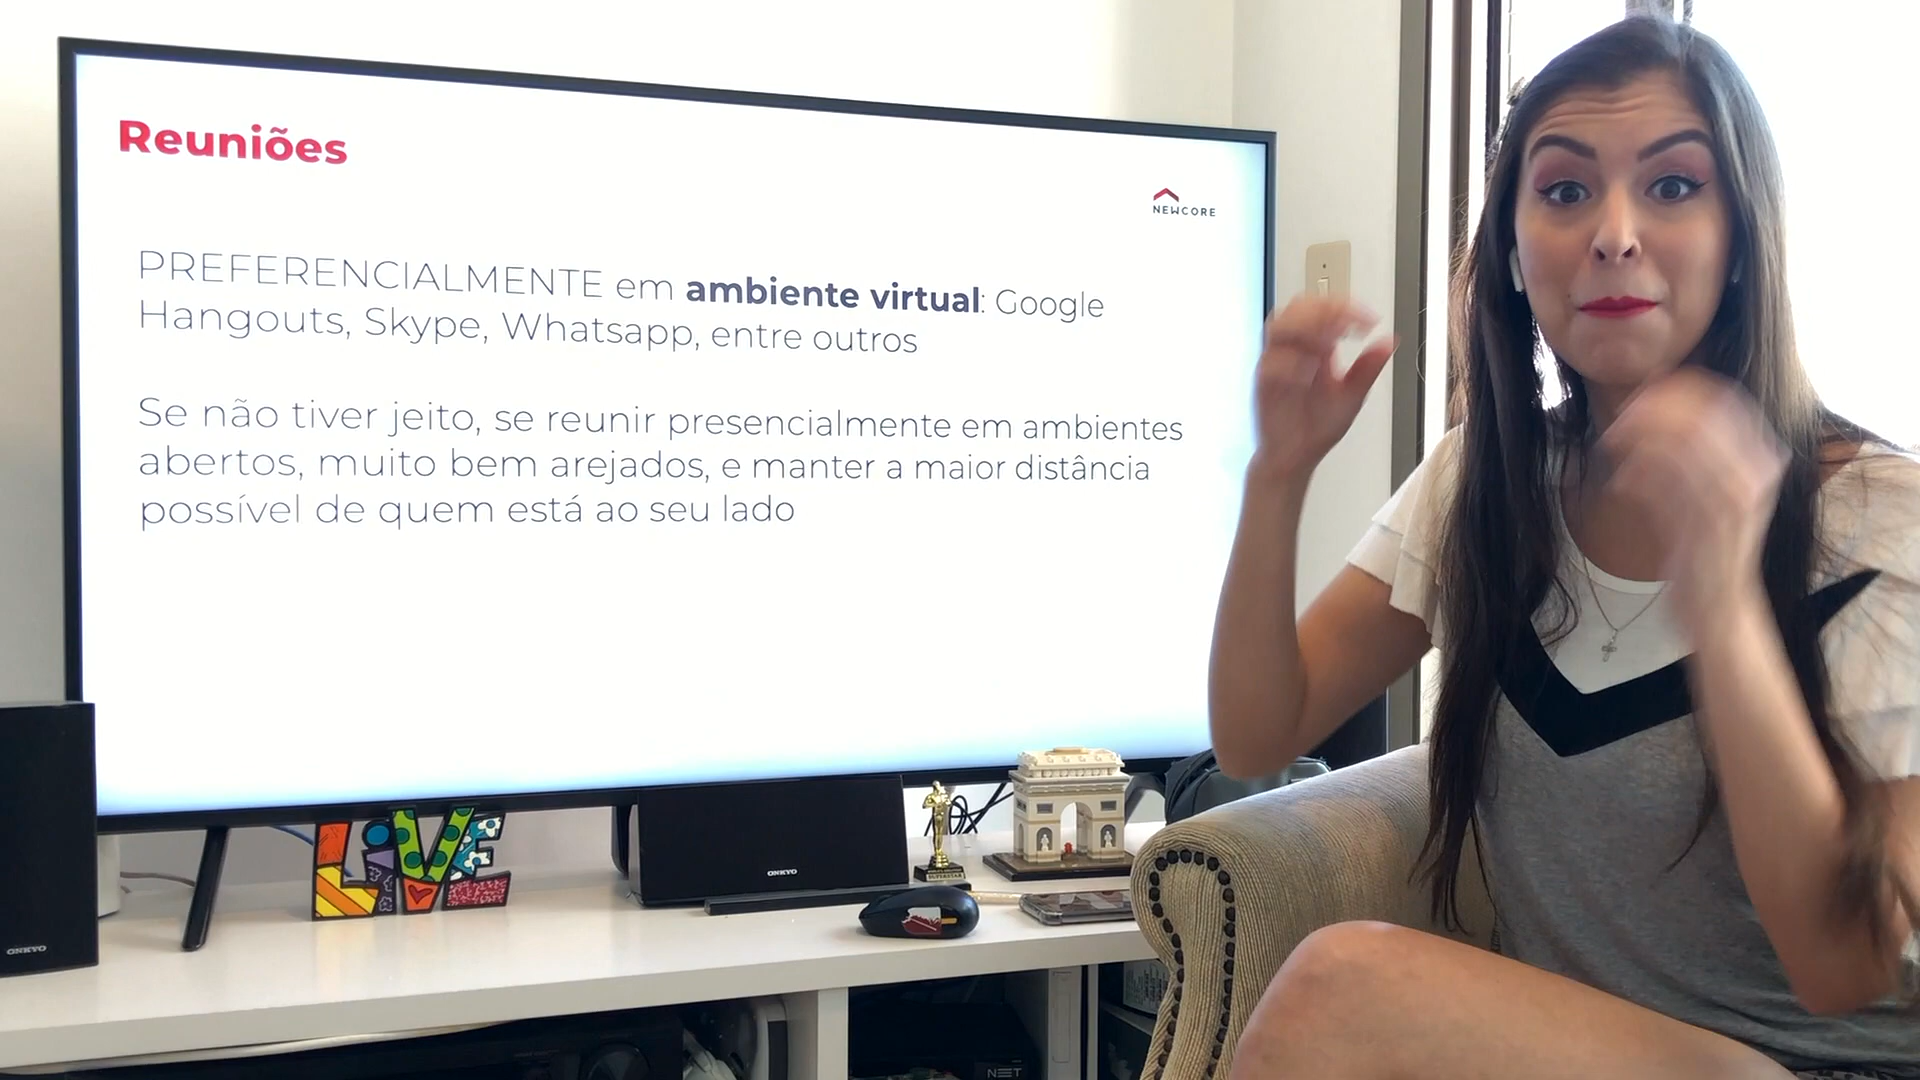 Reuniões
NEWCORE
PREFERENCIALMENTE em ambiente virtual: Google
Hangouts, Skype, Whatsapp, entre outros
Se não tiver jeito, se reunir presencialmente em ambientes
abertos, muito bem arejados, e manter a maior distância
possível de quem está ao seu lado
LiVE
ONKYO
SUPERSTAR
ONKYO
NET